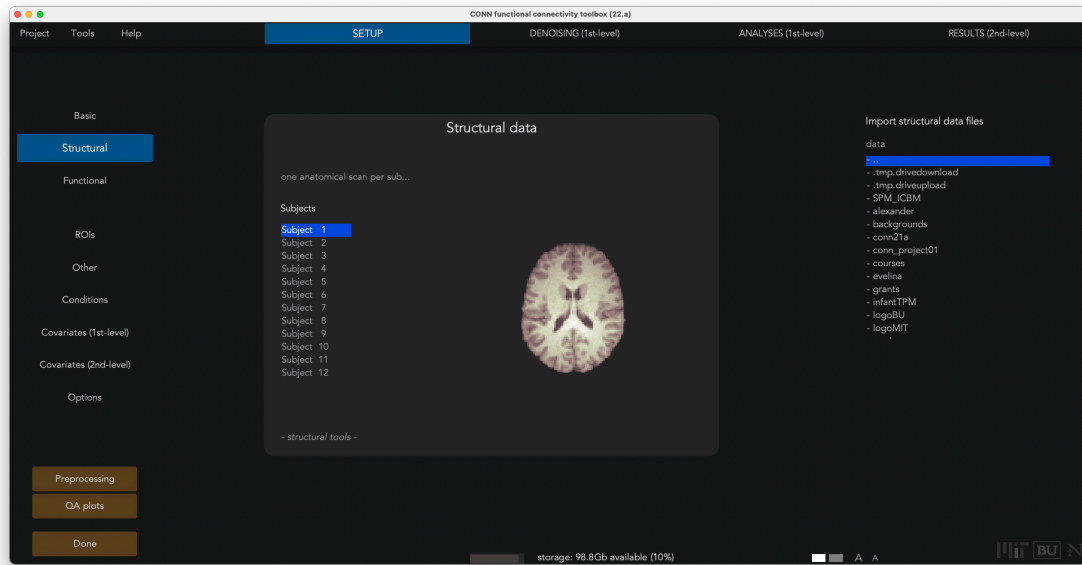 CONN functional connectivity toolbox (22.a)
Project Tools Help SETUP DENOISING (1st-level) ANALYSES (1st-level) RESULTS (2nd-level)
Basic
Structural
Functional
ROIs
Other
Conditions
Covariates (1st-level)
Covariates (2nd-level)
Options
Preprocessing
QA plots
Done
Structural data
one anatomical scan per sub...
Subjects
Subject 1
Subject 2
Subject 3
Subject 4
Subject 5
Subject 6
Subject 7
Subject 8
Subject 9
Subject 10
Subject 11
Subject 12
- structural tools -
Import structural data files
data
- ..
- .tmp.drivedownload
- .tmp.driveupload
- SPM_ICBM
- alexander
- backgrounds
- conn21a
- conn_project01
- courses
- evelina
- grants
- infantTPM
- logoBU
- logoMIT
storage: 98.8Gb available (10%)
A A
BU